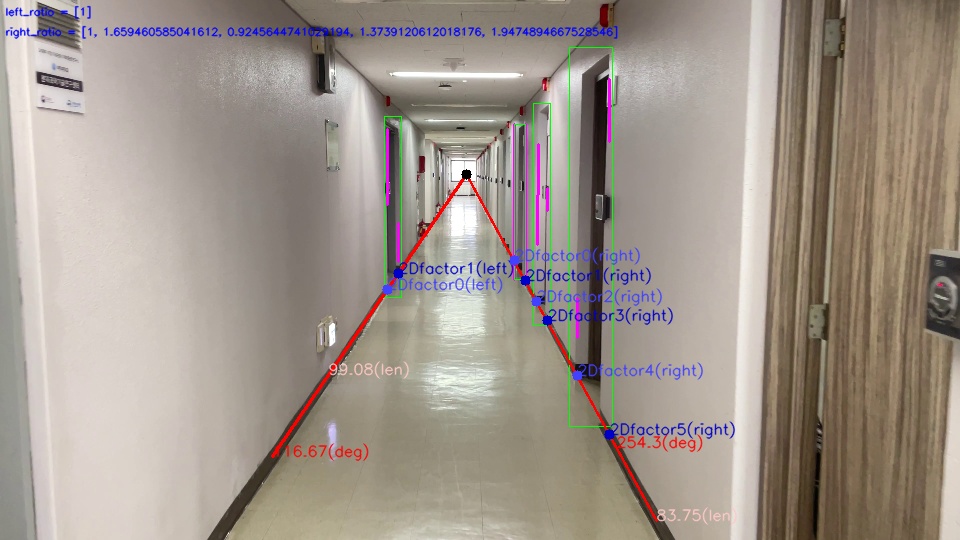 left_ratio = [1]
right_ratio = [1, 1.659460585041612, 0.9245644741029194, 1.3739120612018176, 1.9474894667528546]
2Dfactor0(right)
2Dfactor1(left)
2Dfactor1(right)
2Dfactor0(left)
2Dfactor2(right)
2Dfactor3(right)
99.08(len)
2Dfactor4(right)
2Dfactor5(right)
254.3(deg)
16.67(deg)
83.75(len)